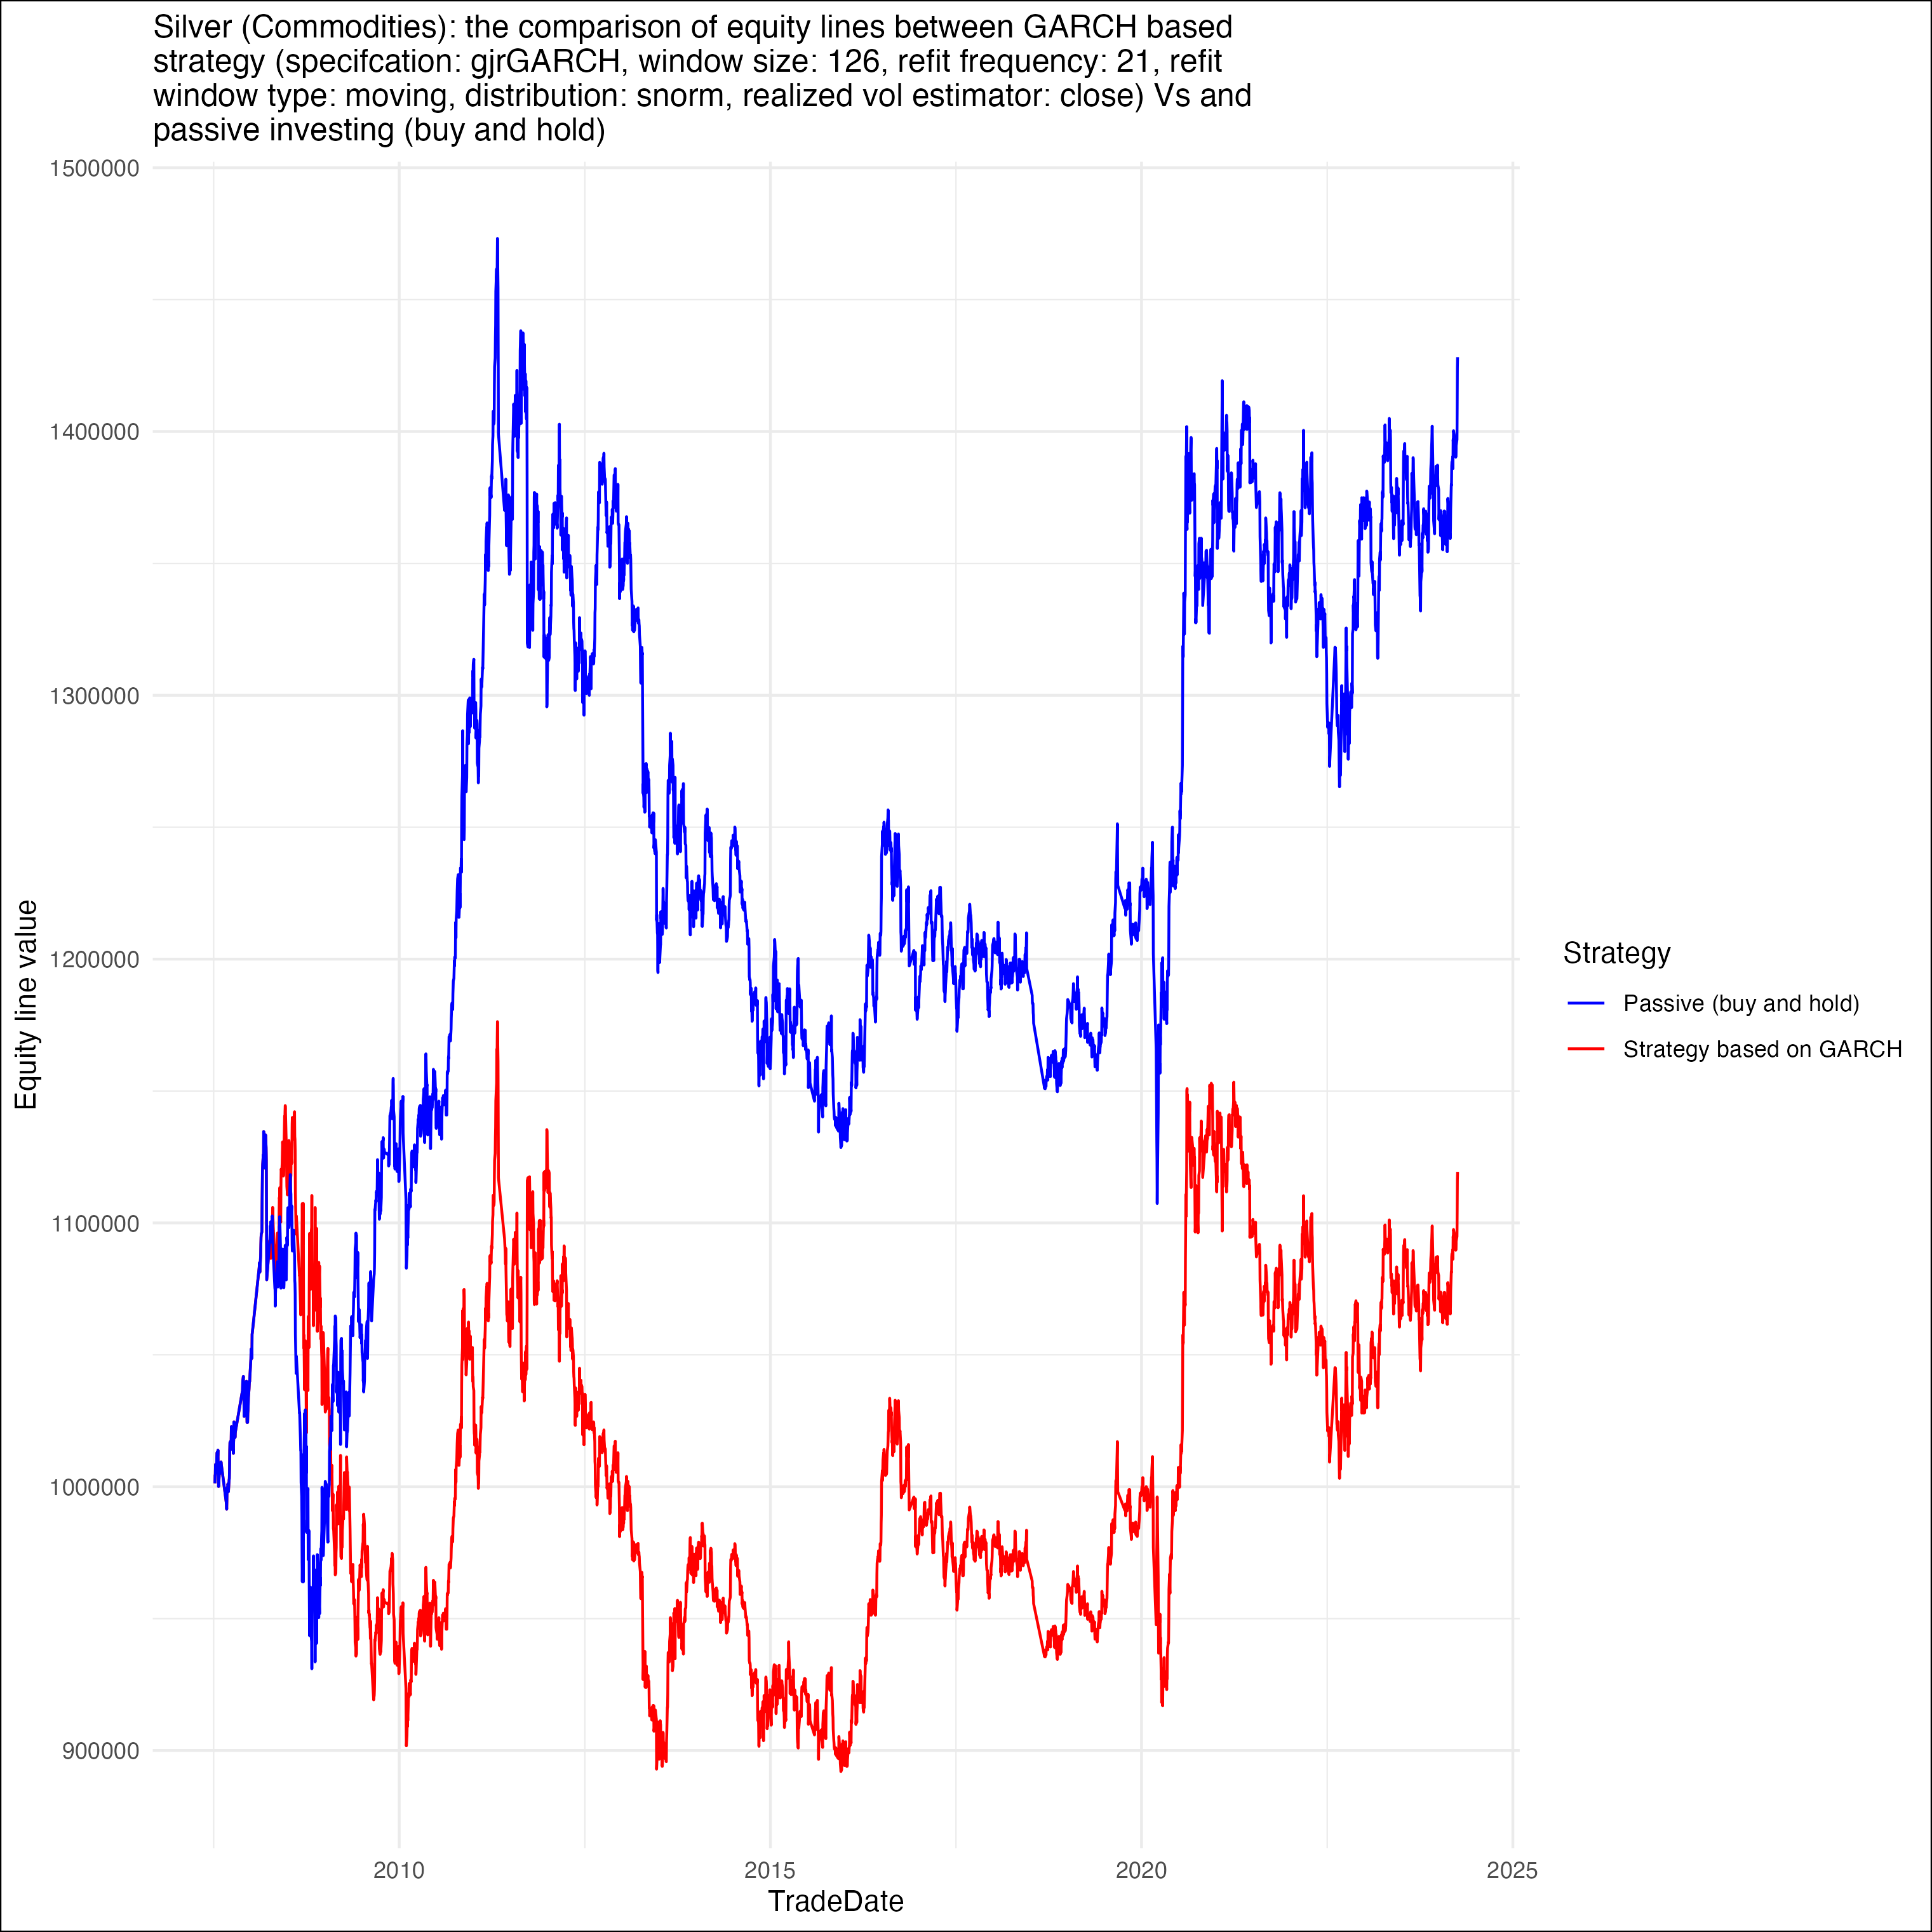 Silver (Commodities): the comparison of equity lines between GARCH based
strategy (specifcation: gjrGARCH, window size: 126, refit frequency: 21, refit
window type: moving, distribution: snorm, realized vol estimator: close) Vs and
passive investing (buy and hold)
1500000
1400000
1300000
1200000
1100000
1000000
900000
Equity line value
2010
2015
2020
2025
TradeDate
Strategy
Passive (buy and hold)
Strategy based on GARCH